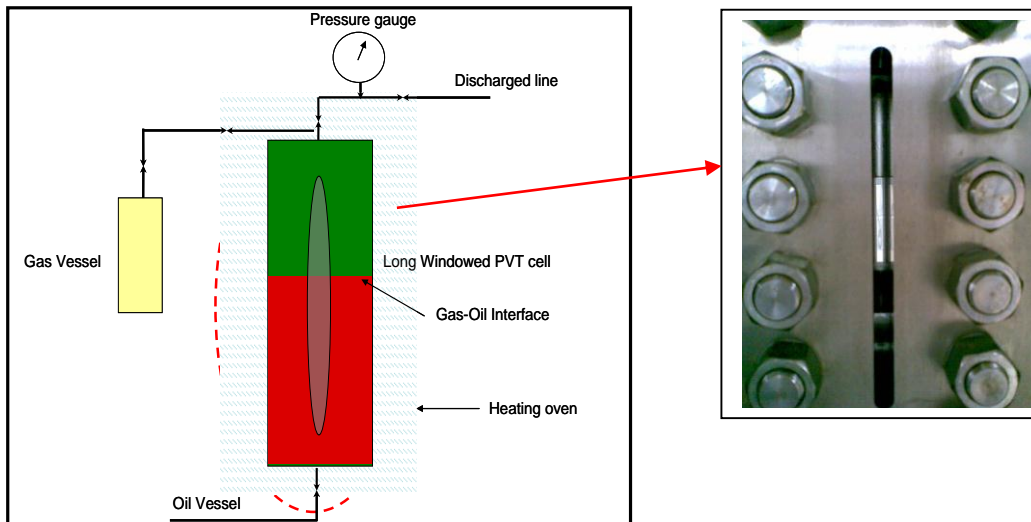 Pressure gauge
Discharged line
Gas Vessel
Long Windowed PVT cell
Gas-Oil Interface
Heating oven
Oil Vessel